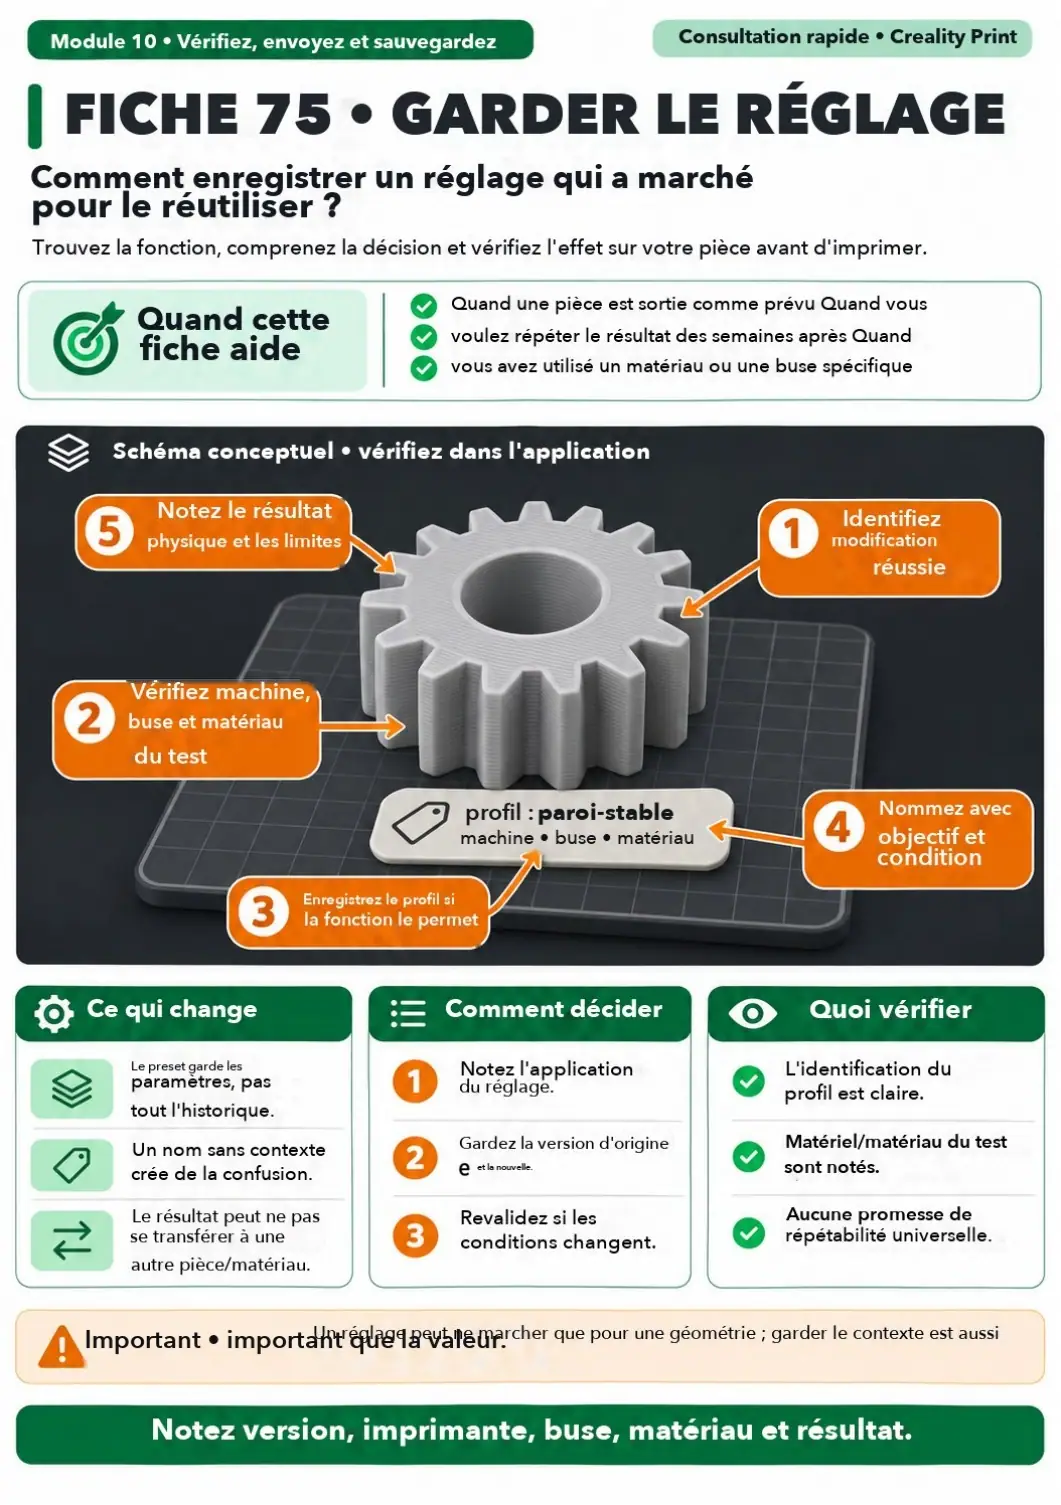 Module 10 • Vérifiez, envoyez et sauvegardez
Consultation rapide • Creality Print
FICHE 75 • GARDER LE RÉGLAGE
Comment enregistrer un réglage qui a marché
pour le réutiliser ?
Trouvez la fonction, comprenez la décision et vérifiez l'effet sur votre pièce avant d'imprimer.
Quand cette
fiche aide
Quand une pièce est sortie comme prévu Quand vous
voulez répéter le résultat des semaines après Quand
vous avez utilisé un matériau ou une buse spécifique
Schéma conceptuel • vérifiez dans l'application
5
Notez le résultat
physique et les limites
1
Identifiez
modification
réussie
2
Vérifiez machine,
buse et matériau
du test
profil : paroi-stable
machine • buse • matériau
4
Nommez avec
objectif et
condition
3
Enregistrez le profil si
la fonction le permet
Ce qui change
Le preset garde les
paramètres, pas
tout l'historique.
Un nom sans contexte
crée de la confusion.
Le résultat peut ne pas
se transférer à une
autre pièce/matériau.
Comment décider
1
Notez l'application
du réglage.
2
Gardez la version d'origine
e et la nouvelle.
3
Revalidez si les
conditions changent.
Quoi vérifier
L'identification du
profil est claire.
Matériel/matériau du test
sont notés.
Aucune promesse de
répétabilité universelle.
Un réglage peut ne marcher que pour une géométrie ; garder le contexte est aussi
Important • important que la valeur.
Notez version, imprimante, buse, matériau et résultat.